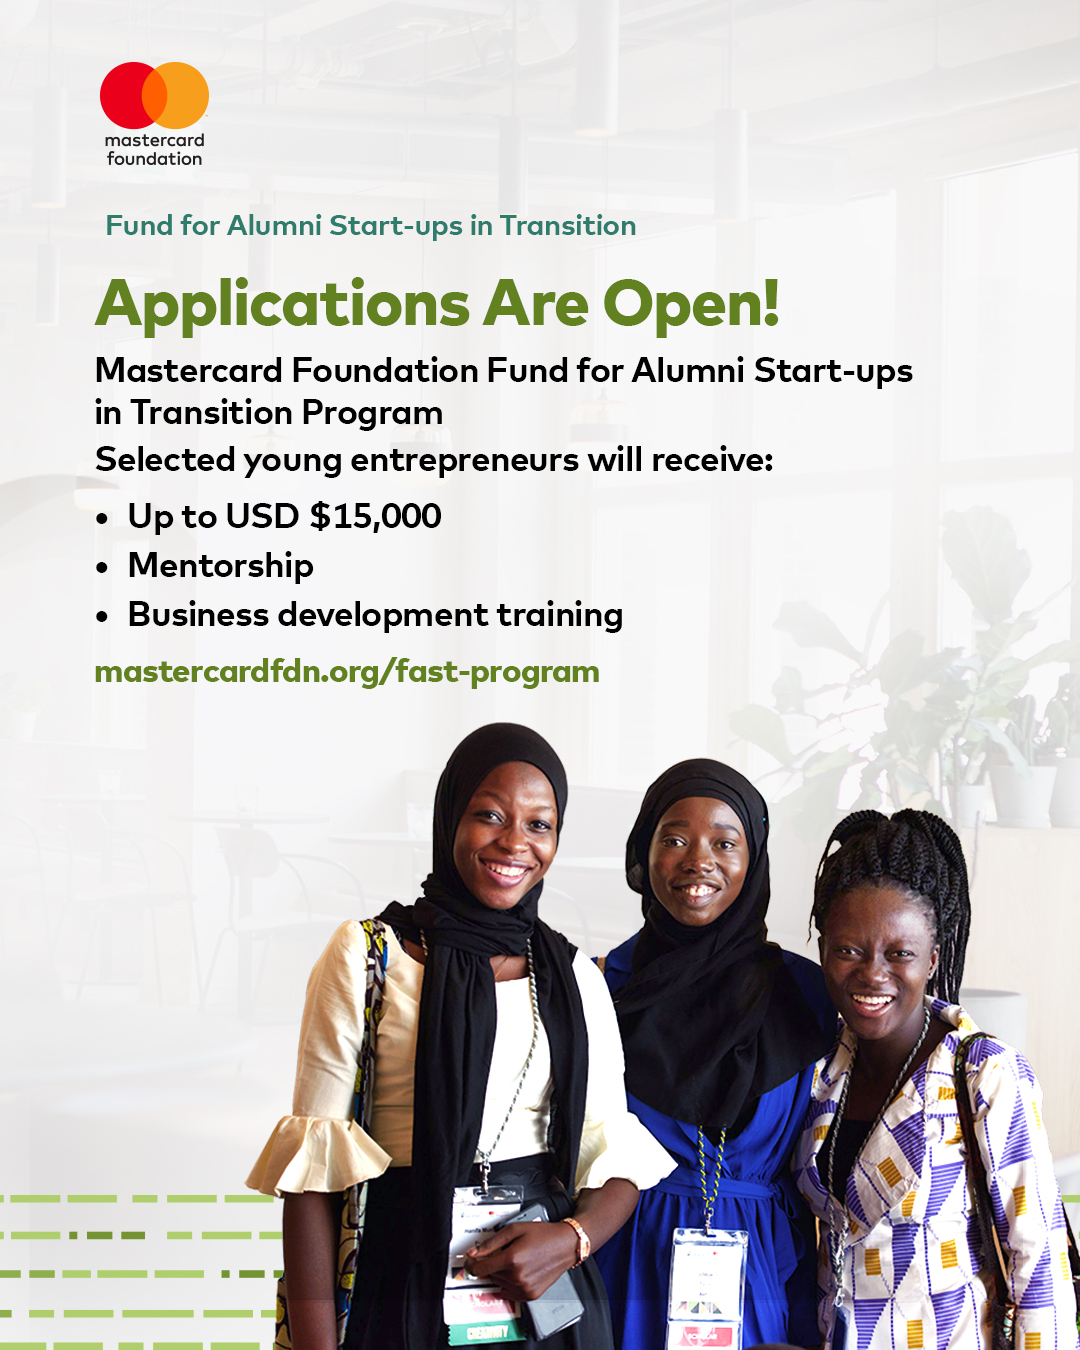 mastercard
foundation
Fund for Alumni Start-ups in Transition
Applications Are Open!
Mastercard Foundation Fund for Alumni Start-ups
in Transition Program
Selected young entrepreneurs will receive:
• Up to USD $15,000
• Mentorship
• Business development training
mastercardfdn.org/fast-program
SCHOLAR